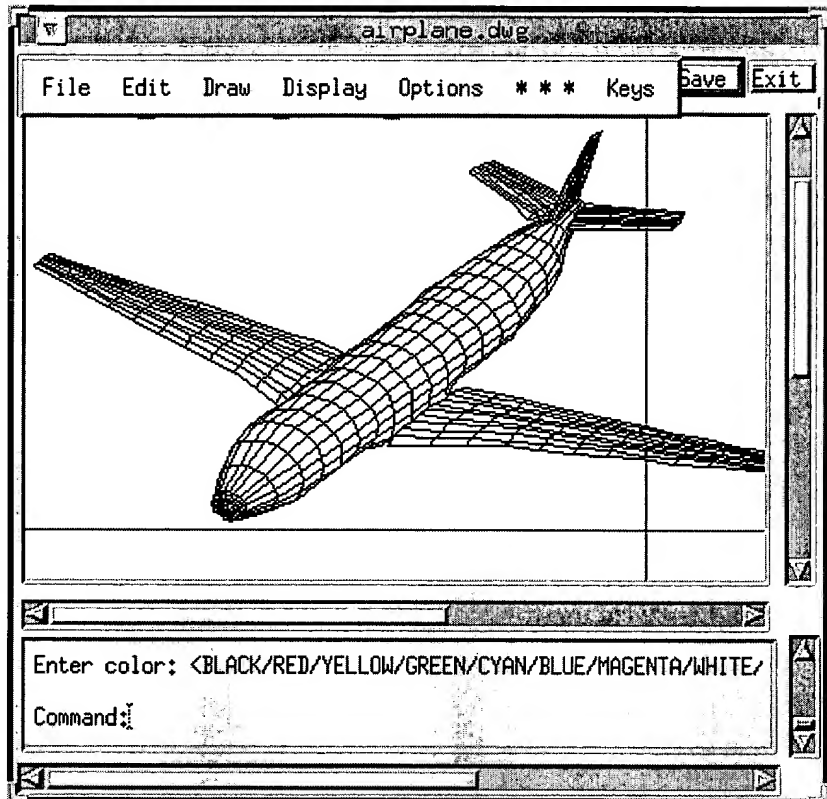 airplane.dwg
File Edit Draw Display Options * * * Keys Save Exit
Enter color: <BLACK/RED/YELLOW/GREEN/CYAN/BLUE/MAGENTA/WHITE/
Command: